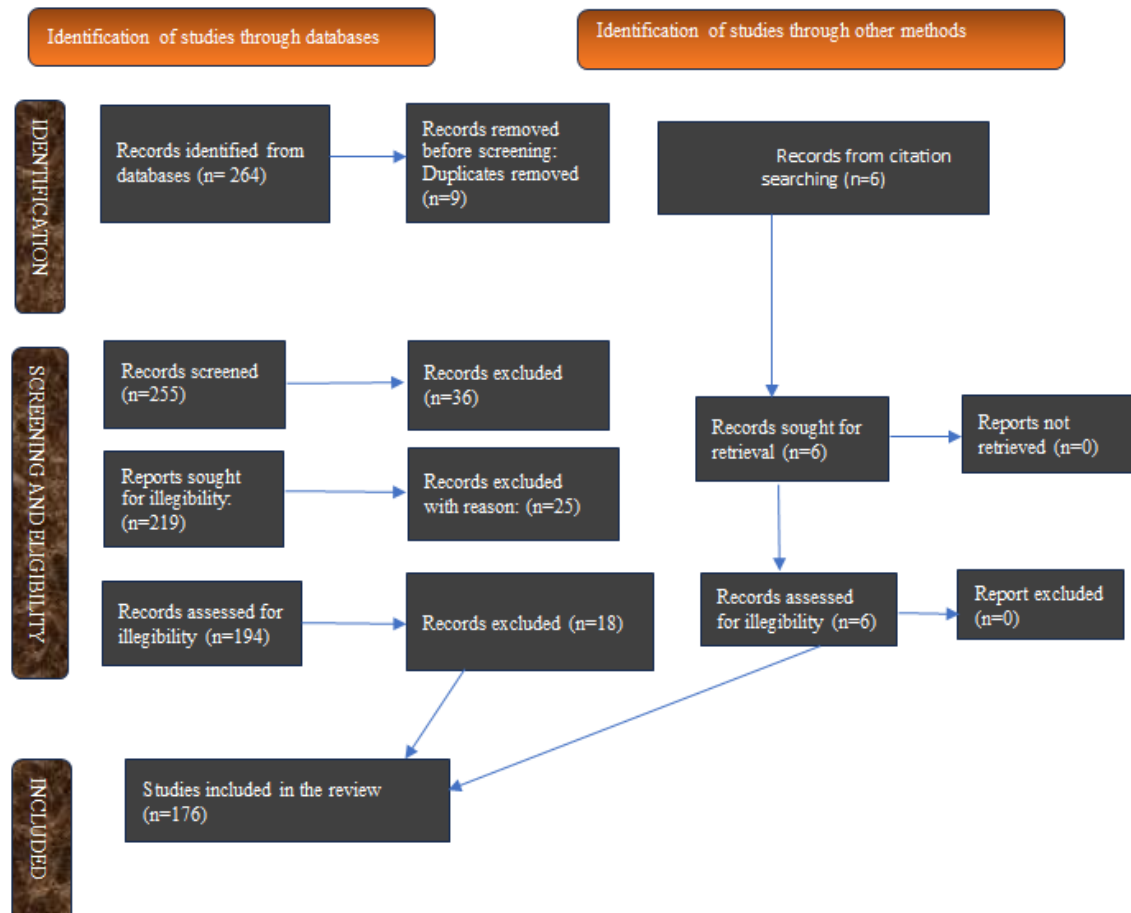 Identification of studies through databases
Identification of studies through other methods
IDENTIFICATION
Records identified from
databases (n= 264)
Records removed
before screening:
Duplicates removed
(n=9)
Records from citation
searching (n=6)
SCREENING AND ELIGIBILITY
Records screened
(n=255)
Records excluded
(n=36)
Records sought for
retrieval (n=6)
Reports not
retrieved (n=0)
Reports sought
for illegibility:
(n=219)
Records excluded
with reason: (n=25)
Records assessed for
illegibility (n=194)
Records excluded (n=18)
Records assessed
for illegibility (n=6)
Report excluded
(n=0)
INCLUDED
Studies included in the review
(n=176)